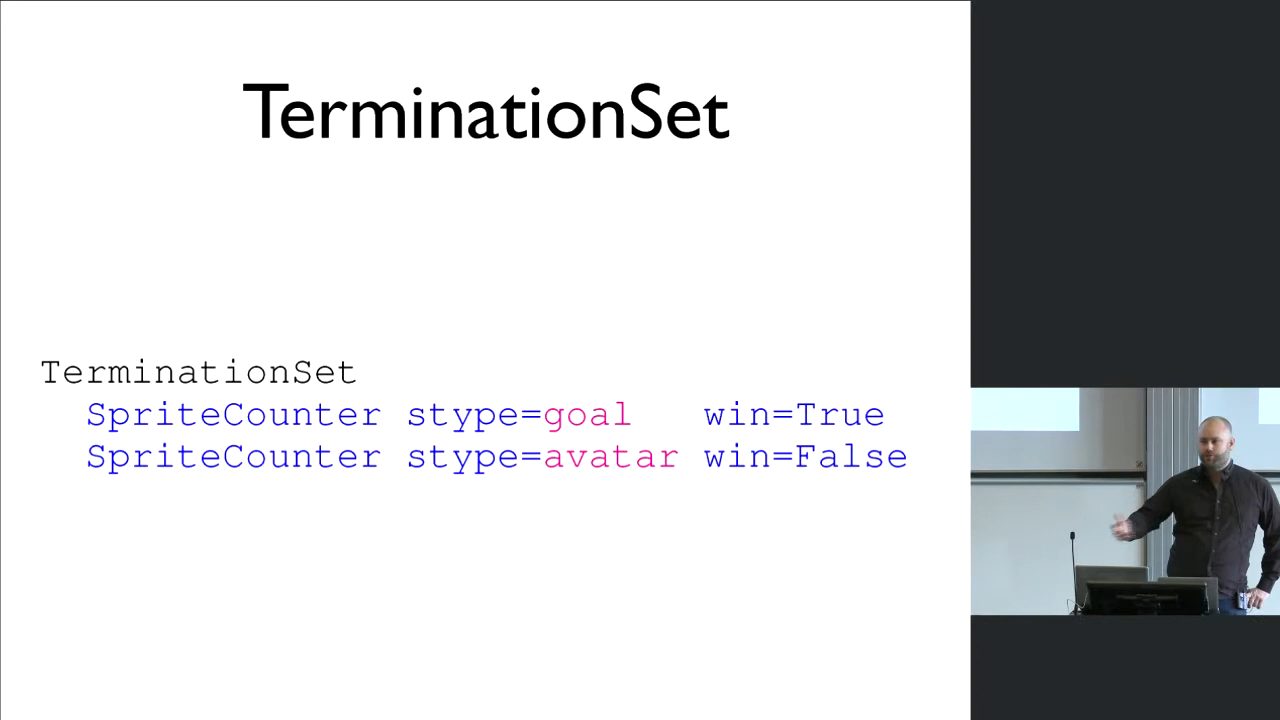 TerminationSet
TerminationSet
SpriteCounter stype=goal win=True
SpriteCounter stype=avatar win=False